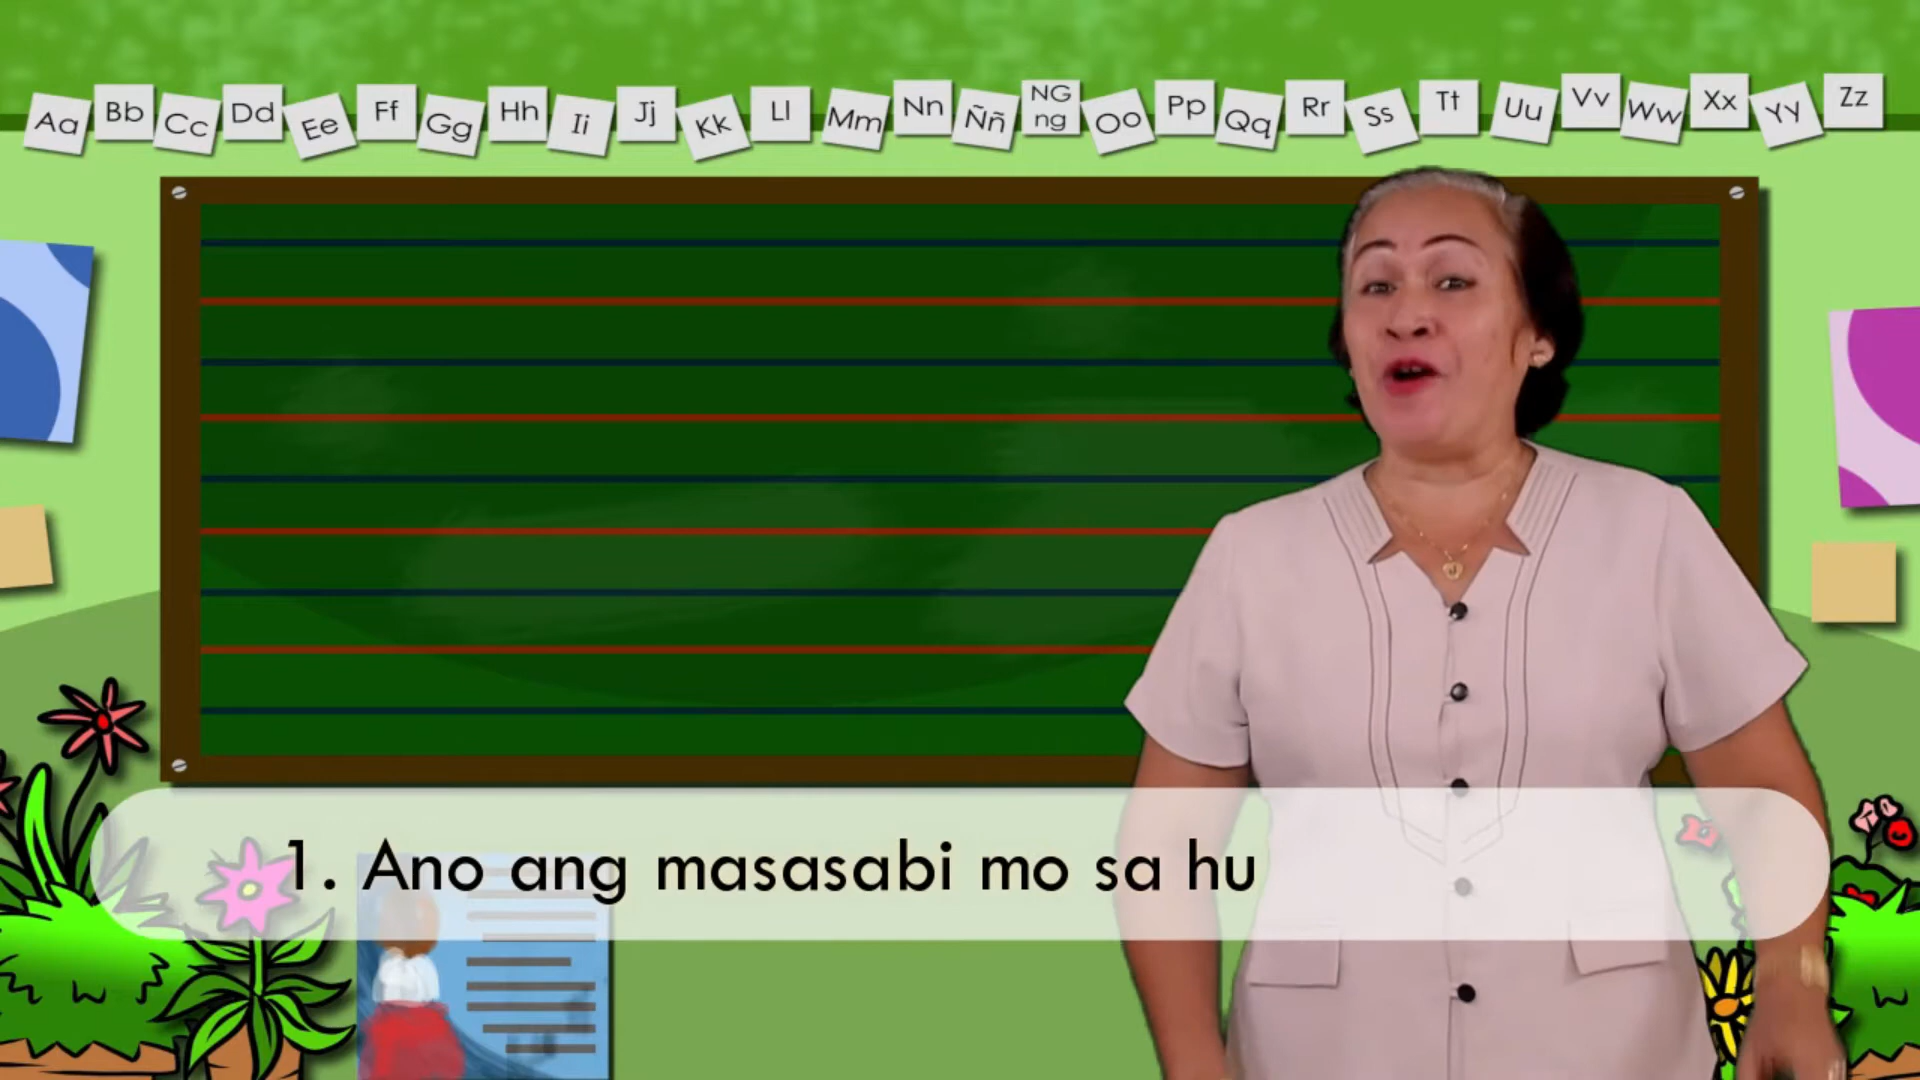 Aa Bb Cc Dd Ee Ff Gg Hh Ii Jj Kk Ll Mm Nn Ññ NG ng Oo Pp Qq Rr Ss Tt Uu Vv Ww Xx Yy Zz
1. Ano ang masasabi mo sa hu